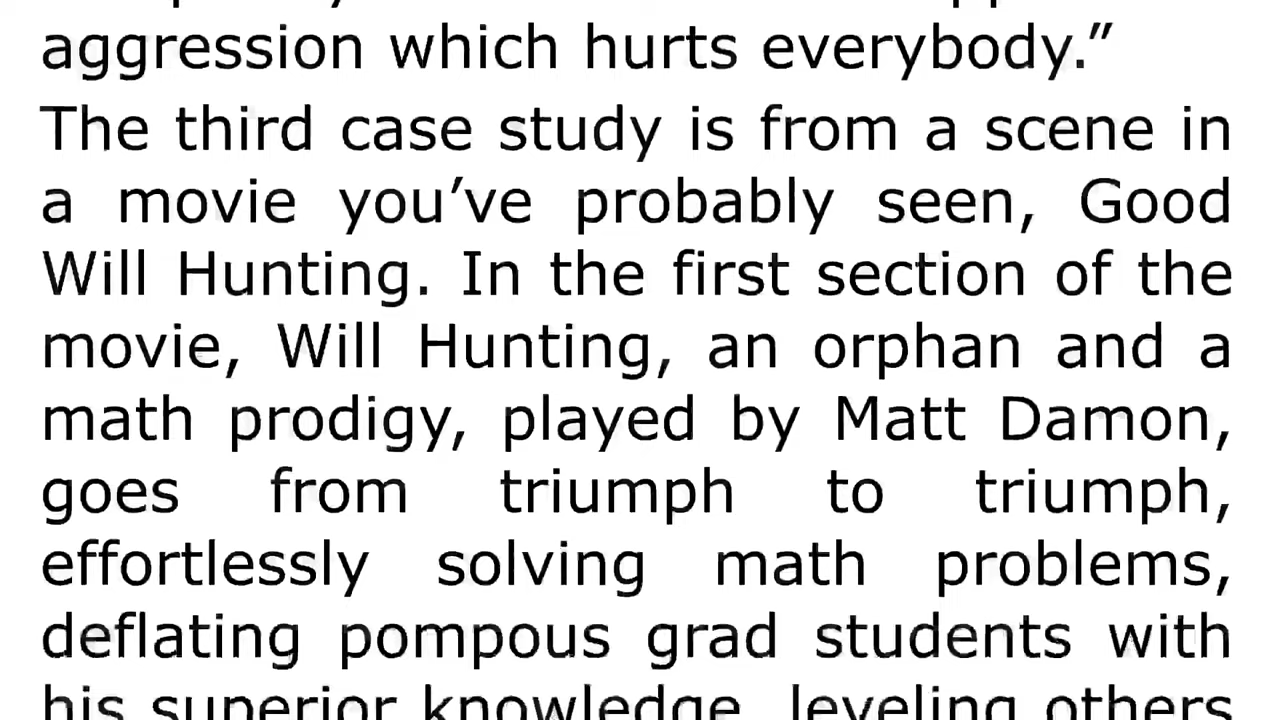 aggression which hurts everybody.”
The third case study is from a scene in
a movie you’ve probably seen, Good
Will Hunting. In the first section of the
movie, Will Hunting, an orphan and a
math prodigy, played by Matt Damon,
goes from triumph to triumph,
effortlessly solving math problems,
deflating pompous grad students with
his superior knowledge, leveling others